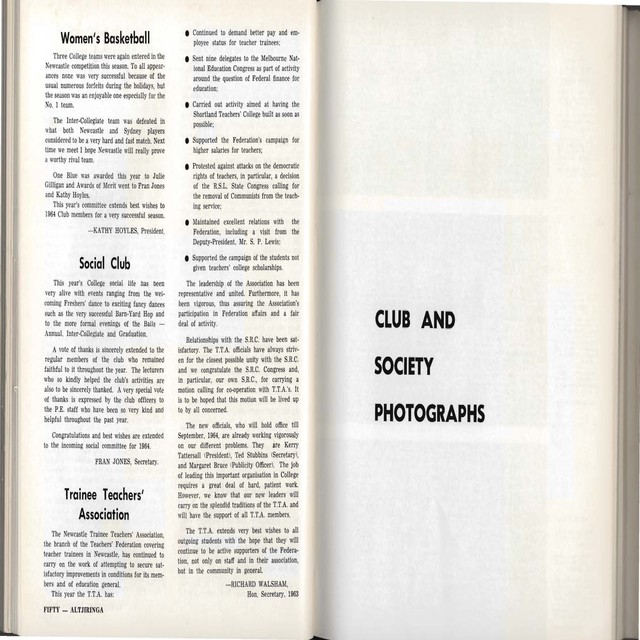 Women's Basketball
Three College teams were again entered in the
Newcastle competition this season. To all appear-
ances none was very successful because of the
usual numerous forfeits during the holidays, but
the season was an enjoyable one especially for the
No. 1 team.
The Inter-Collegiate team was defeated in
what both Newcastle and Sydney players
considered to be a very hard and fast match. Next
time we meet I hope Newcastle will really prove
a worthy rival team.
One Blue was awarded this year to Julie
Gilligan and Awards of Merit went to Fran Jones
and Kathy Hoyles.
This year's committee extends best wishes to
1964 Club members for a very successful season.
—KATHY HOYLES, President.
Social Club
This year's College social life has been
very alive with events ranging from the wel-
coming Freshers' dance to exciting fancy dances
such as the very successful Barn-Yard Hop and
to the more formal evenings of the Balls —
Annual, Inter-Collegiate and Graduation.
A vote of thanks is sincerely extended to the
regular members of the club who remained
faithful to it throughout the year. The lecturers
who so kindly helped the club's activities are
also to be sincerely thanked. A very special vote
of thanks is expressed by the club officers to
the P.E. staff who have been so very kind and
helpful throughout the past year.
Congratulations and best wishes are extended
to the incoming social committee for 1964.
FRAN JONES, Secretary.
Trainee Teachers'
Association
The Newcastle Trainee Teachers' Association,
the branch of the Teachers' Federation covering
teacher trainees in Newcastle, has continued to
carry on the work of attempting to secure sat-
isfactory improvements in conditions for its mem-
bers and of education general.
This year the T.T.A. has:
FIFTY — ALTJIRINGA
● Continued to demand better pay and em-
ployee status for teacher trainees;
● Sent nine delegates to the Melbourne Nat-
ional Education Congress as part of activity
around the question of Federal finance for
education;
● Carried out activity aimed at having the
Shortland Teachers' College built as soon as
possible;
● Supported the Federation's campaign for
higher salaries for teachers;
● Protested against attacks on the democratic
rights of teachers, in particular, a decision
of the R.S.L. State Congress calling for
the removal of Communists from the teach-
ing service;
● Maintained excellent relations with the
Federation, including a visit from the
Deputy-President, Mr. S. P. Lewis;
● Supported the campaign of the students not
given teachers' college scholarships.
The leadership of the Association has been
representative and united. Furthermore, it has
been vigorous, thus assuring the Association's
participation in Federation affairs and a fair
deal of activity.
Relationships with the S.R.C. have been sat-
isfactory. The T.T.A. officials have always striv-
en for the closest possible unity with the S.R.C.
and we congratulate the S.R.C. Congress and,
in particular, our own S.R.C., for carrying a
motion calling for co-operation with T.T.A.'s. It
is to be hoped that this motion will be lived up
to by all concerned.
The new officials, who will hold office till
September, 1964, are already working vigorously
on our different problems. They are Kerry
Tattersall (President), Ted Stubbins (Secretary),
and Margaret Bruce (Publicity Officer). The job
of leading this important organisation in College
requires a great deal of hard, patient work.
However, we know that our new leaders will
carry on the splendid traditions of the T.T.A. and
will have the support of all T.T.A. members.
The T.T.A. extends very best wishes to all
outgoing students with the hope that they will
continue to be active supporters of the Federa-
tion, not only on staff and in their association,
but in the community in general.
—RICHARD WALSHAM,
Hon. Secretary, 1963
CLUB AND
SOCIETY
PHOTOGRAPHS